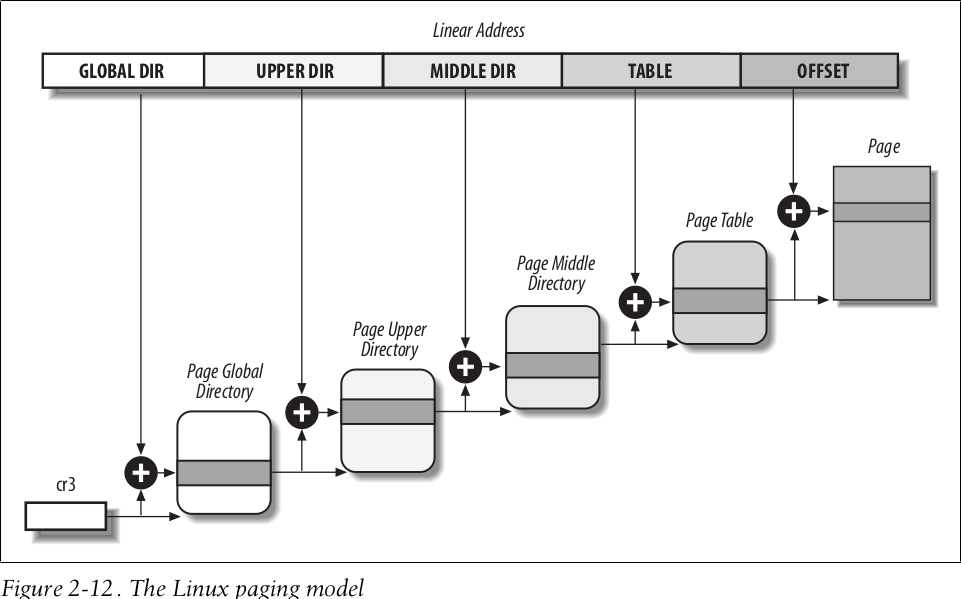 Linear Address
GLOBAL DIR UPPER DIR MIDDLE DIR TABLE OFFSET
Page
Page Table
Page Middle
Directory
Page Upper
Directory
Page Global
Directory
cr3
Figure 2-12. The Linux paging model